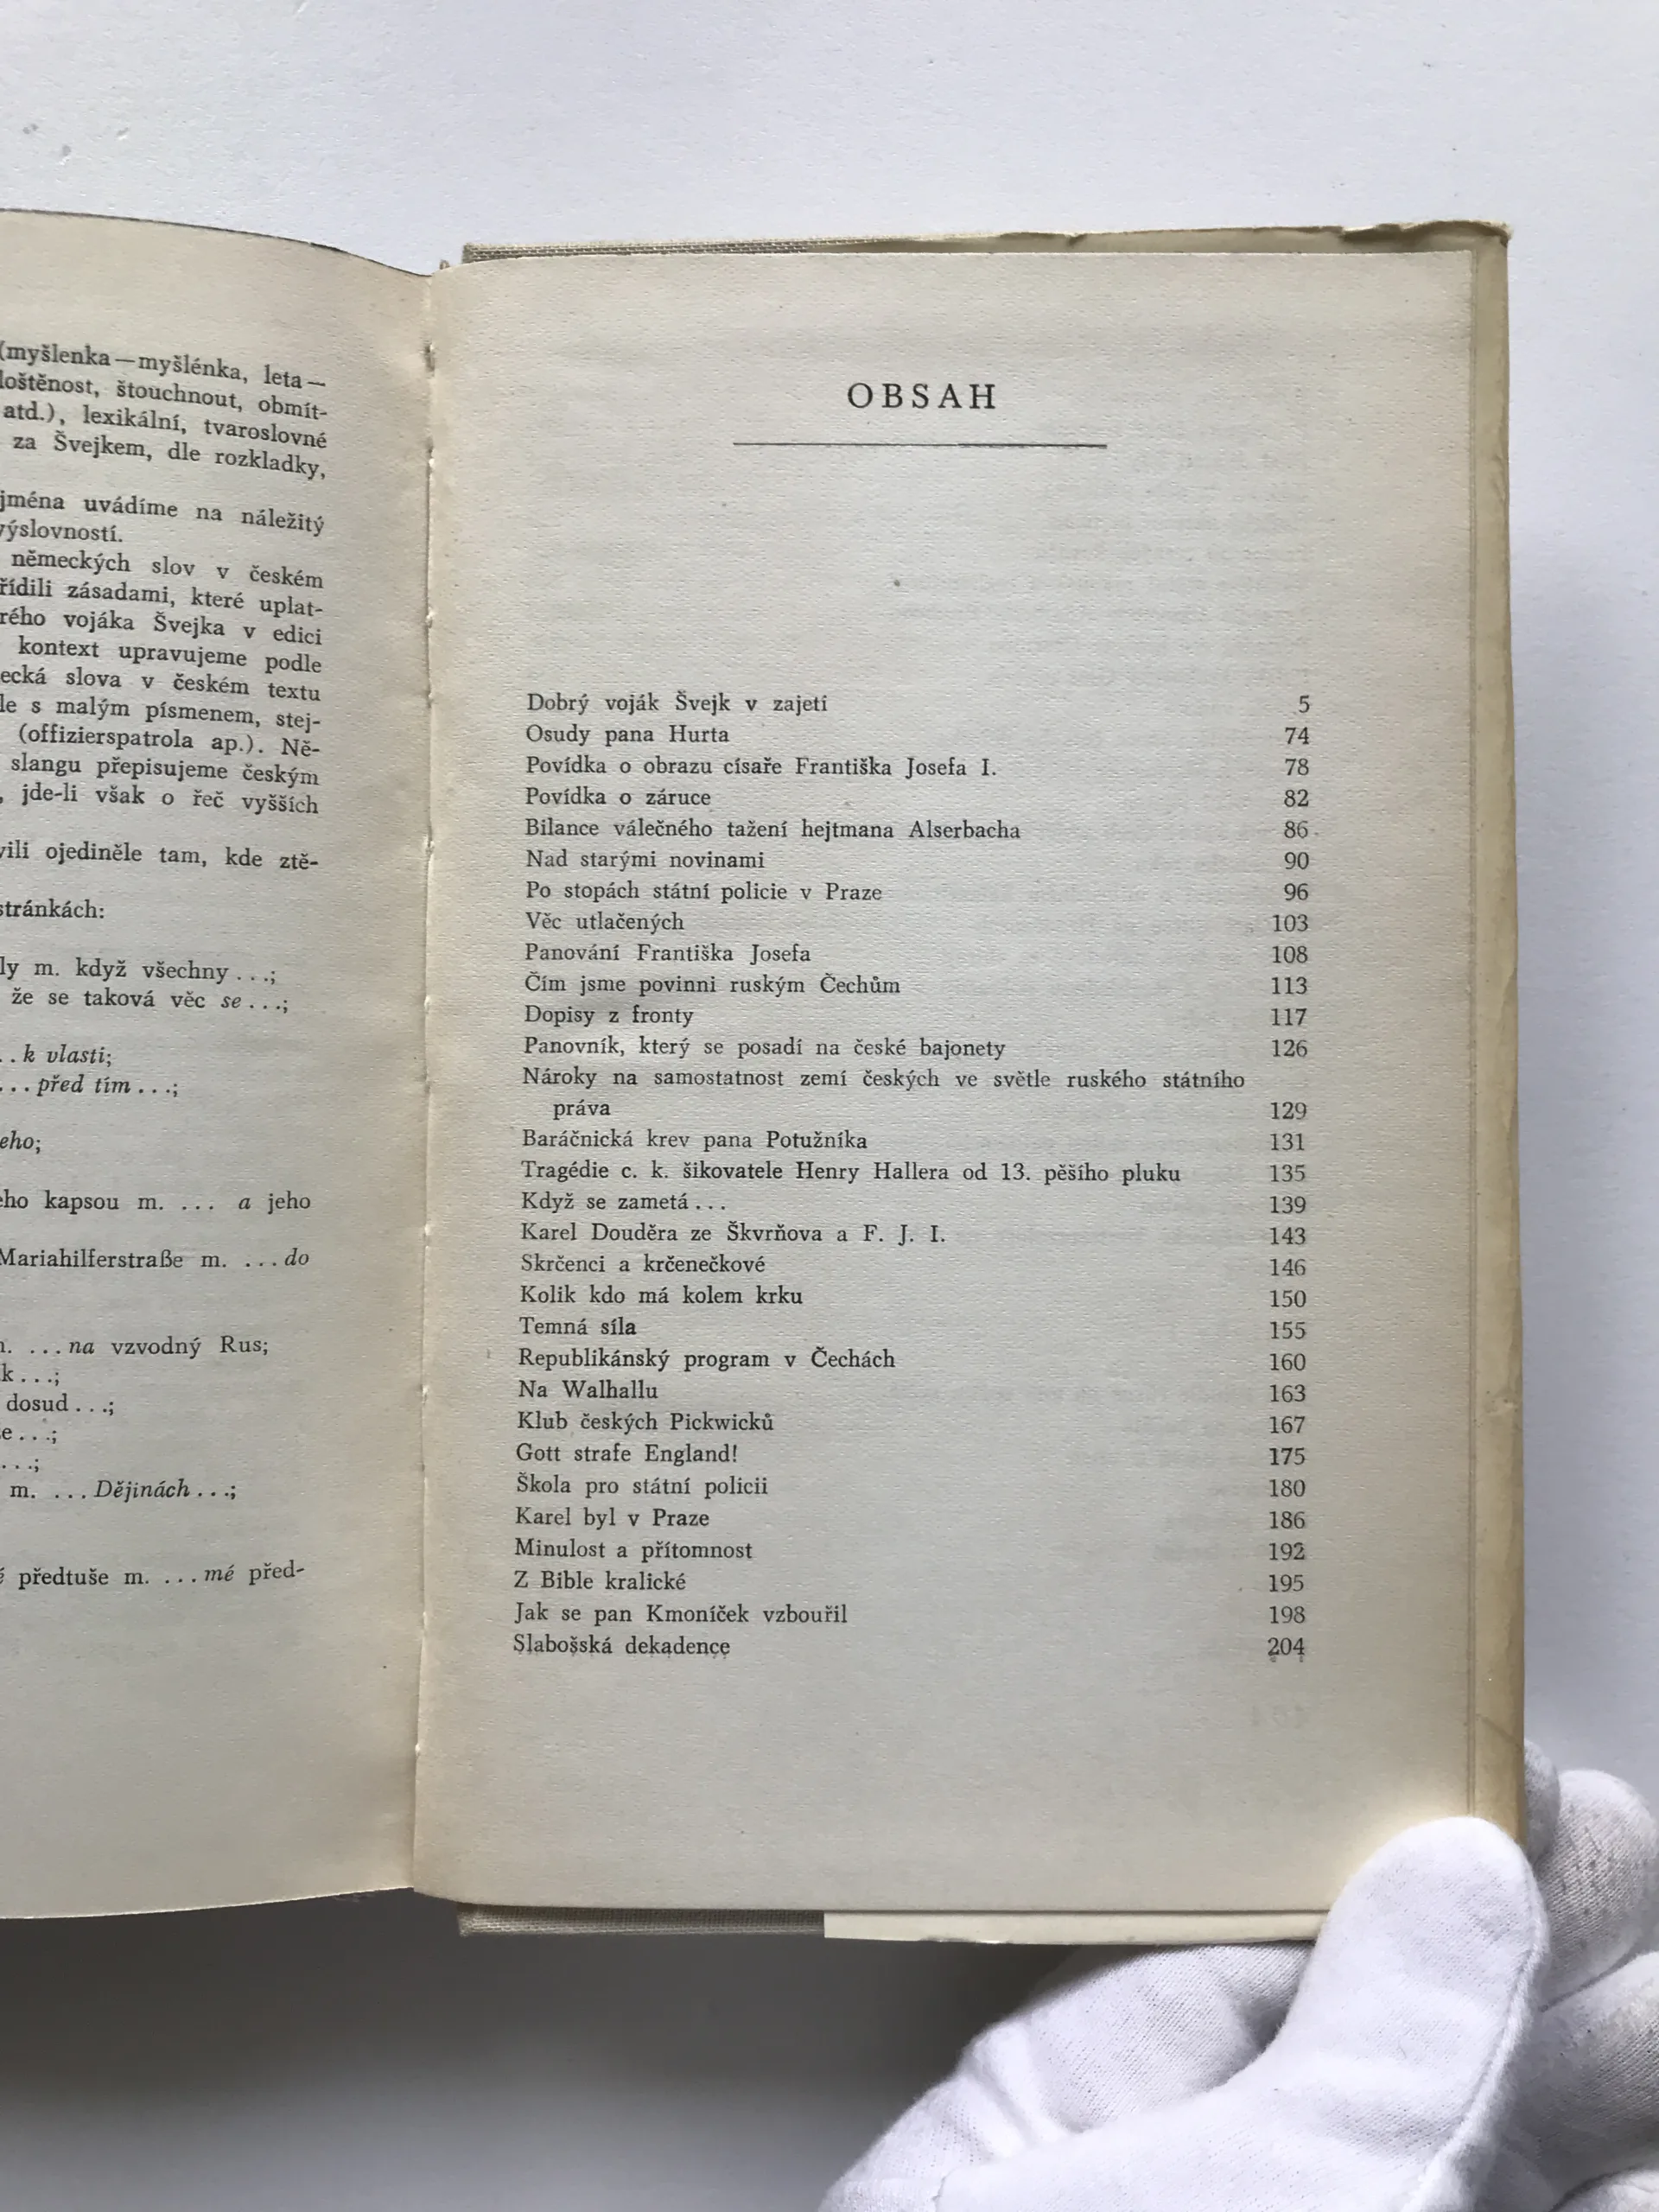 (myšlenka—myšlénka, leta—
loštěnost, štouchnout, obmít-
atd.), lexikální, tvaroslovné
za Švejkem, dle rozkladky,
jména uvádíme na náležitý
výslovností.
německých slov v českém
řídili zásadami, které uplat-
rého vojáka Švejka v edici
kontext upravujeme podle
ecká slova v českém textu
le s malým písmenem, stej-
(offizierspatrola ap.). Ně-
slangu přepisujeme českým
, jde-li však o řeč vyšších
vili ojediněle tam, kde ztě-
stránkách:
ly m. když všechny ...;
že se taková věc se ...;
.. k vlasti;
... před tím ...;
eho;
eho kapsou m. ... a jeho
Mariahilferstraße m. ... do
. ... na vzvodný Rus;
k ...;
dosud ...;
e ...;
...;
m. ... Dějinách ...;
předtuše m. ... mé před-
OBSAH
Dobrý voják Švejk v zajetí 5
Osudy pana Hurta 74
Povídka o obrazu císaře Františka Josefa I. 78
Povídka o záruce 82
Bilance válečného tažení hejtmana Alserbacha 86
Nad starými novinami 90
Po stopách státní policie v Praze 96
Věc utlačených 103
Panování Františka Josefa 108
Čím jsme povinni ruským Čechům 113
Dopisy z fronty 117
Panovník, který se posadí na české bajonety 126
Nároky na samostatnost zemí českých ve světle ruského státního
práva 129
Baráčnická krev pana Potužníka 131
Tragédie c. k. šikovatele Henry Hallera od 13. pěšího pluku 135
Když se zametá ... 139
Karel Douděra ze Škvrňova a F. J. I. 143
Skrčenci a krčenečkové 146
Kolik kdo má kolem krku 150
Temná síla 155
Republikánský program v Čechách 160
Na Walhallu 163
Klub českých Pickwicků 167
Gott strafe England! 175
Škola pro státní policii 180
Karel byl v Praze 186
Minulost a přítomnost 192
Z Bible kralické 195
Jak se pan Kmoníček vzbouřil 198
Slabošská dekadence 204